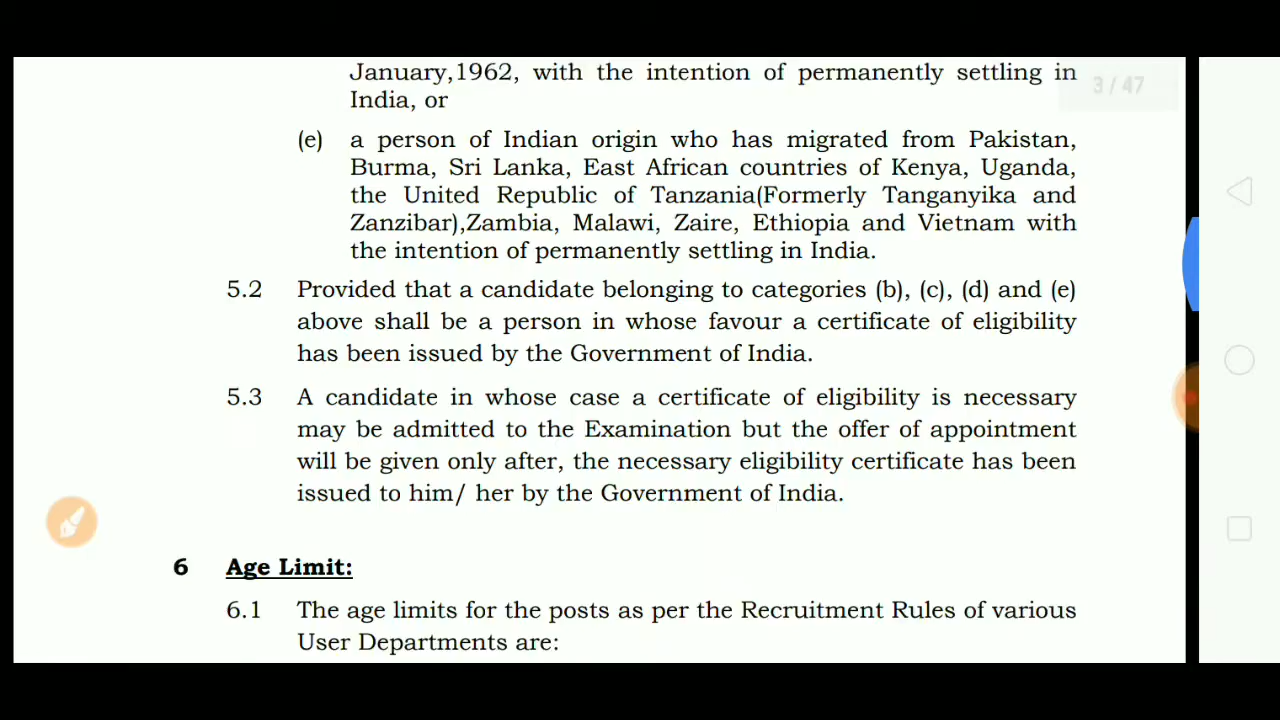 January,1962, with the intention of permanently settling in
India, or
3 / 47
(e) a person of Indian origin who has migrated from Pakistan,
Burma, Sri Lanka, East African countries of Kenya, Uganda,
the United Republic of Tanzania(Formerly Tanganyika and
Zanzibar),Zambia, Malawi, Zaire, Ethiopia and Vietnam with
the intention of permanently settling in India.
5.2 Provided that a candidate belonging to categories (b), (c), (d) and (e)
above shall be a person in whose favour a certificate of eligibility
has been issued by the Government of India.
5.3 A candidate in whose case a certificate of eligibility is necessary
may be admitted to the Examination but the offer of appointment
will be given only after, the necessary eligibility certificate has been
issued to him/ her by the Government of India.
6 Age Limit:
6.1 The age limits for the posts as per the Recruitment Rules of various
User Departments are: